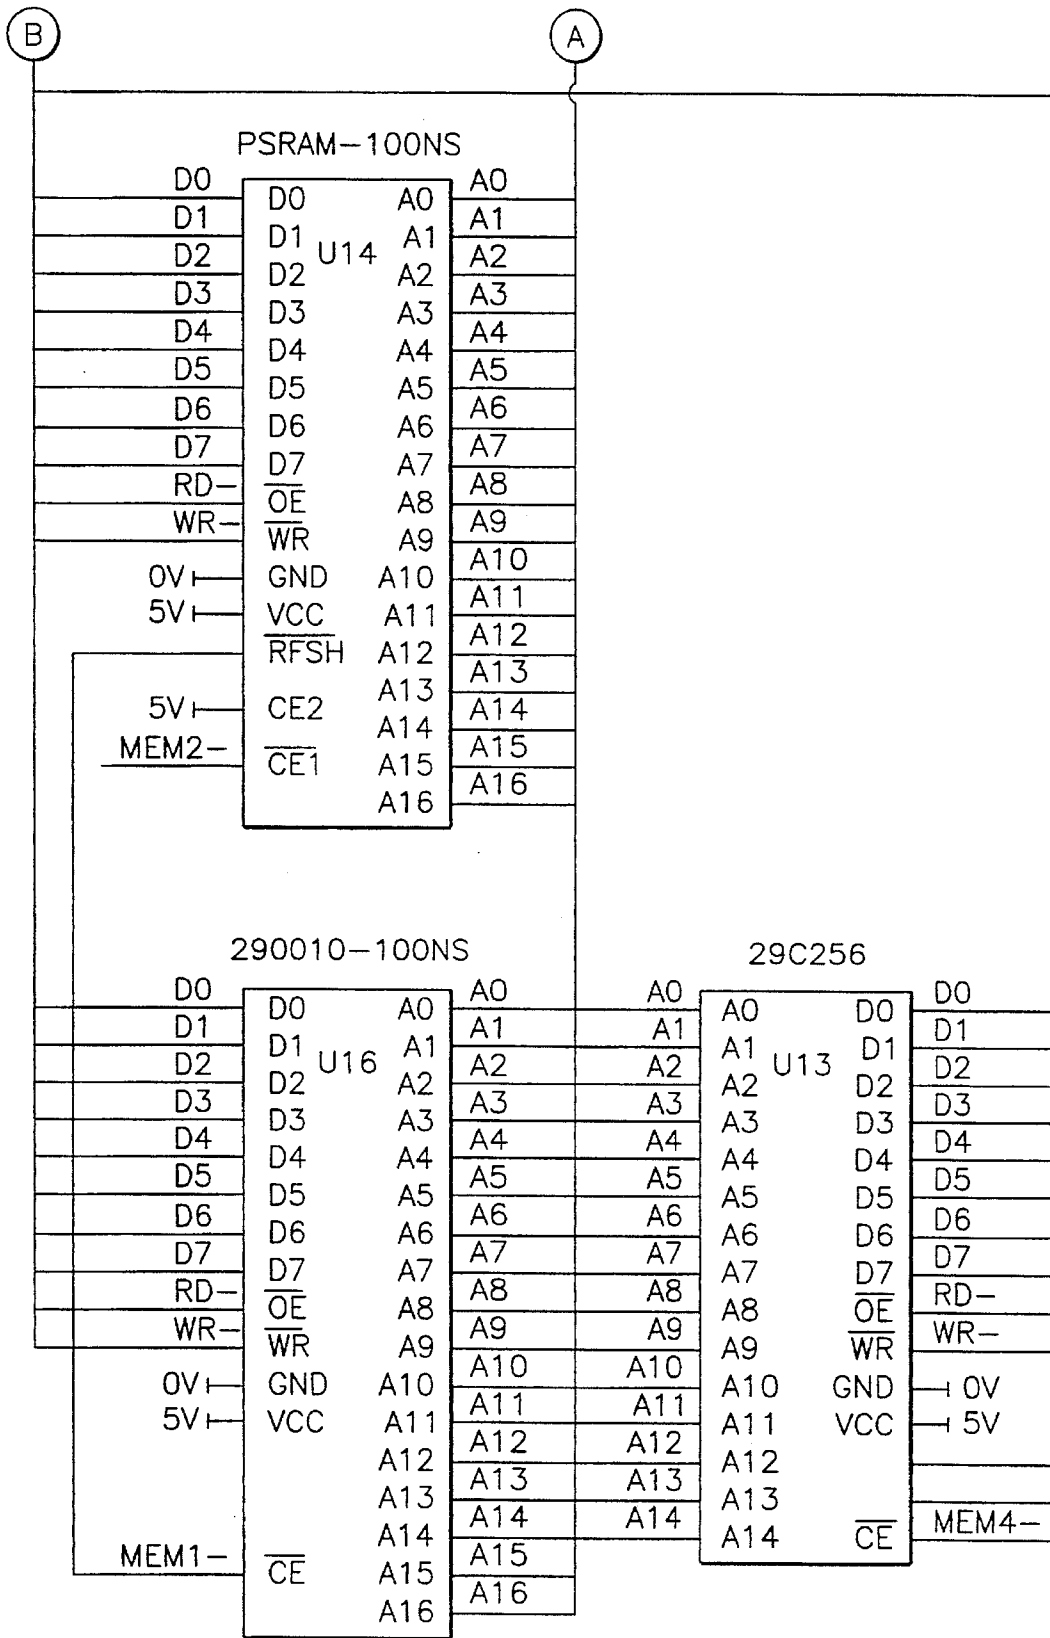 B A
PSRAM-100NS
D0 D0 A0 A0
D1 D1 A1 A1
U14
D2 D2 A2 A2
D3 D3 A3 A3
D4 D4 A4 A4
D5 D5 A5 A5
D6 D6 A6 A6
D7 D7 A7 A7
RD- OE A8 A8
WR- WR A9 A9
0V GND A10 A10
5V VCC A11 A11
RFSH A12 A12
A13 A13
5V CE2 A14 A14
MEM2- CE1 A15 A15
A16 A16
290010-100NS 29C256
D0 D0 A0 A0 A0 A0 D0 D0
D1 D1 A1 A1 A1 A1 D1 D1
U16 U13
D2 D2 A2 A2 A2 A2 D2 D2
D3 D3 A3 A3 A3 A3 D3 D3
D4 D4 A4 A4 A4 A4 D4 D4
D5 D5 A5 A5 A5 A5 D5 D5
D6 D6 A6 A6 A6 A6 D6 D6
D7 D7 A7 A7 A7 A7 D7 D7
RD- OE A8 A8 A8 A8 OE RD-
WR- WR A9 A9 A9 A9 WR WR-
0V GND A10 A10 A10 A10 GND 0V
5V VCC A11 A11 A11 A11 VCC 5V
A12 A12 A12 A12
A13 A13 A13 A13
A14 A14 A14 A14 CE MEM4-
MEM1- CE A15 A15
A16 A16